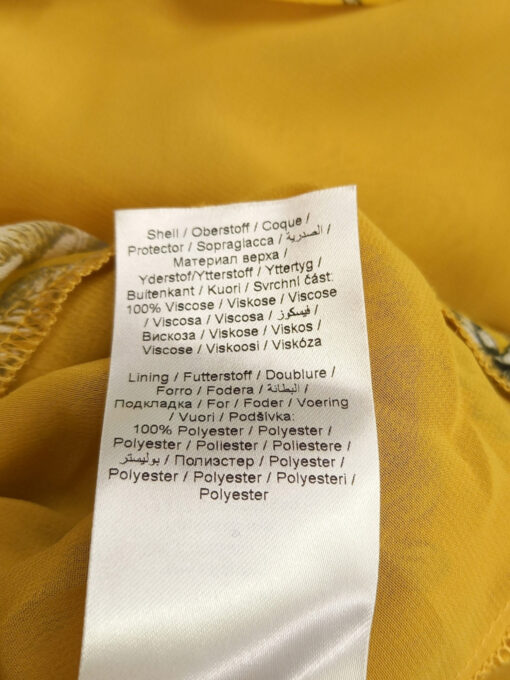 Shell / Oberstoff / Coque /
Protector / Sopraglacca / الصدرية /
Материал верха /
Yderstof/Ytterstoff / Yttertyg /
Buitenkant / Kuori / Svrchní část:
100% Viscose / Viskose / Viscose
/ Viscosa / Viscosa / فيسكوز /
Вискоза / Viskose / Viskos /
Viscose / Viskoosi / Viskóza
Lining / Futterstoff / Doublure /
Forro / Fodera / البطانة /
Подкладка / For / Foder / Voering
/ Vuori / Podšívka:
100% Polyester / Polyester /
Polyester / Poliester / Poliestere /
بوليستر / Полиэстер / Polyester /
Polyester / Polyester / Polyesteri /
Polyester